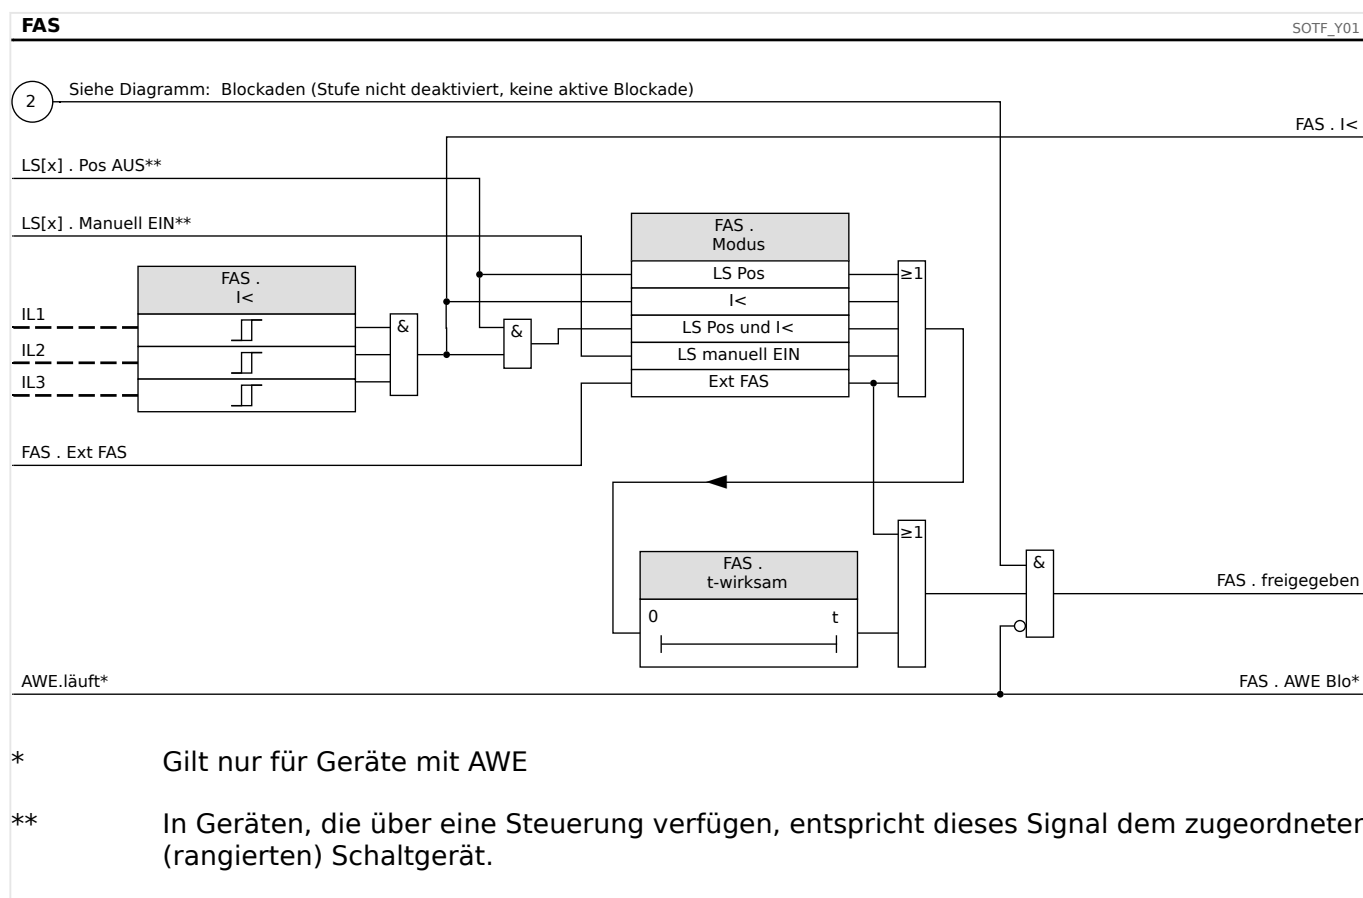 FAS
SOTF_Y01
2
Siehe Diagramm: Blockaden (Stufe nicht deaktiviert, keine aktive Blockade)
FAS . I<
LS[x] . Pos AUS**
LS[x] . Manuell EIN**
FAS .
Modus
LS Pos
I<
LS Pos und I<
LS manuell EIN
Ext FAS
≥1
FAS .
I<
IL1
IL2
IL3
&
&
FAS . Ext FAS
≥1
FAS .
t-wirksam
0 t
&
FAS . freigegeben
AWE.läuft*
FAS . AWE Blo*
* Gilt nur für Geräte mit AWE
** In Geräten, die über eine Steuerung verfügen, entspricht dieses Signal dem zugeordneter
(rangierten) Schaltgerät.